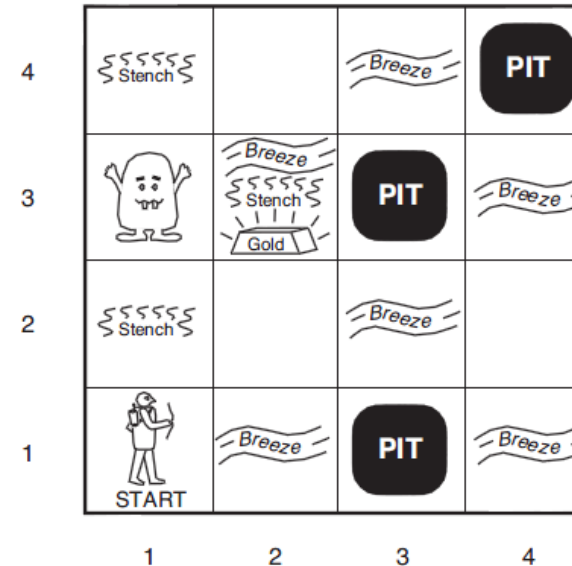 4
Stench
Breeze
PIT
3
Breeze
Stench
Gold
PIT
Breeze
2
Stench
Breeze
1
START
Breeze
PIT
Breeze
1 2 3 4